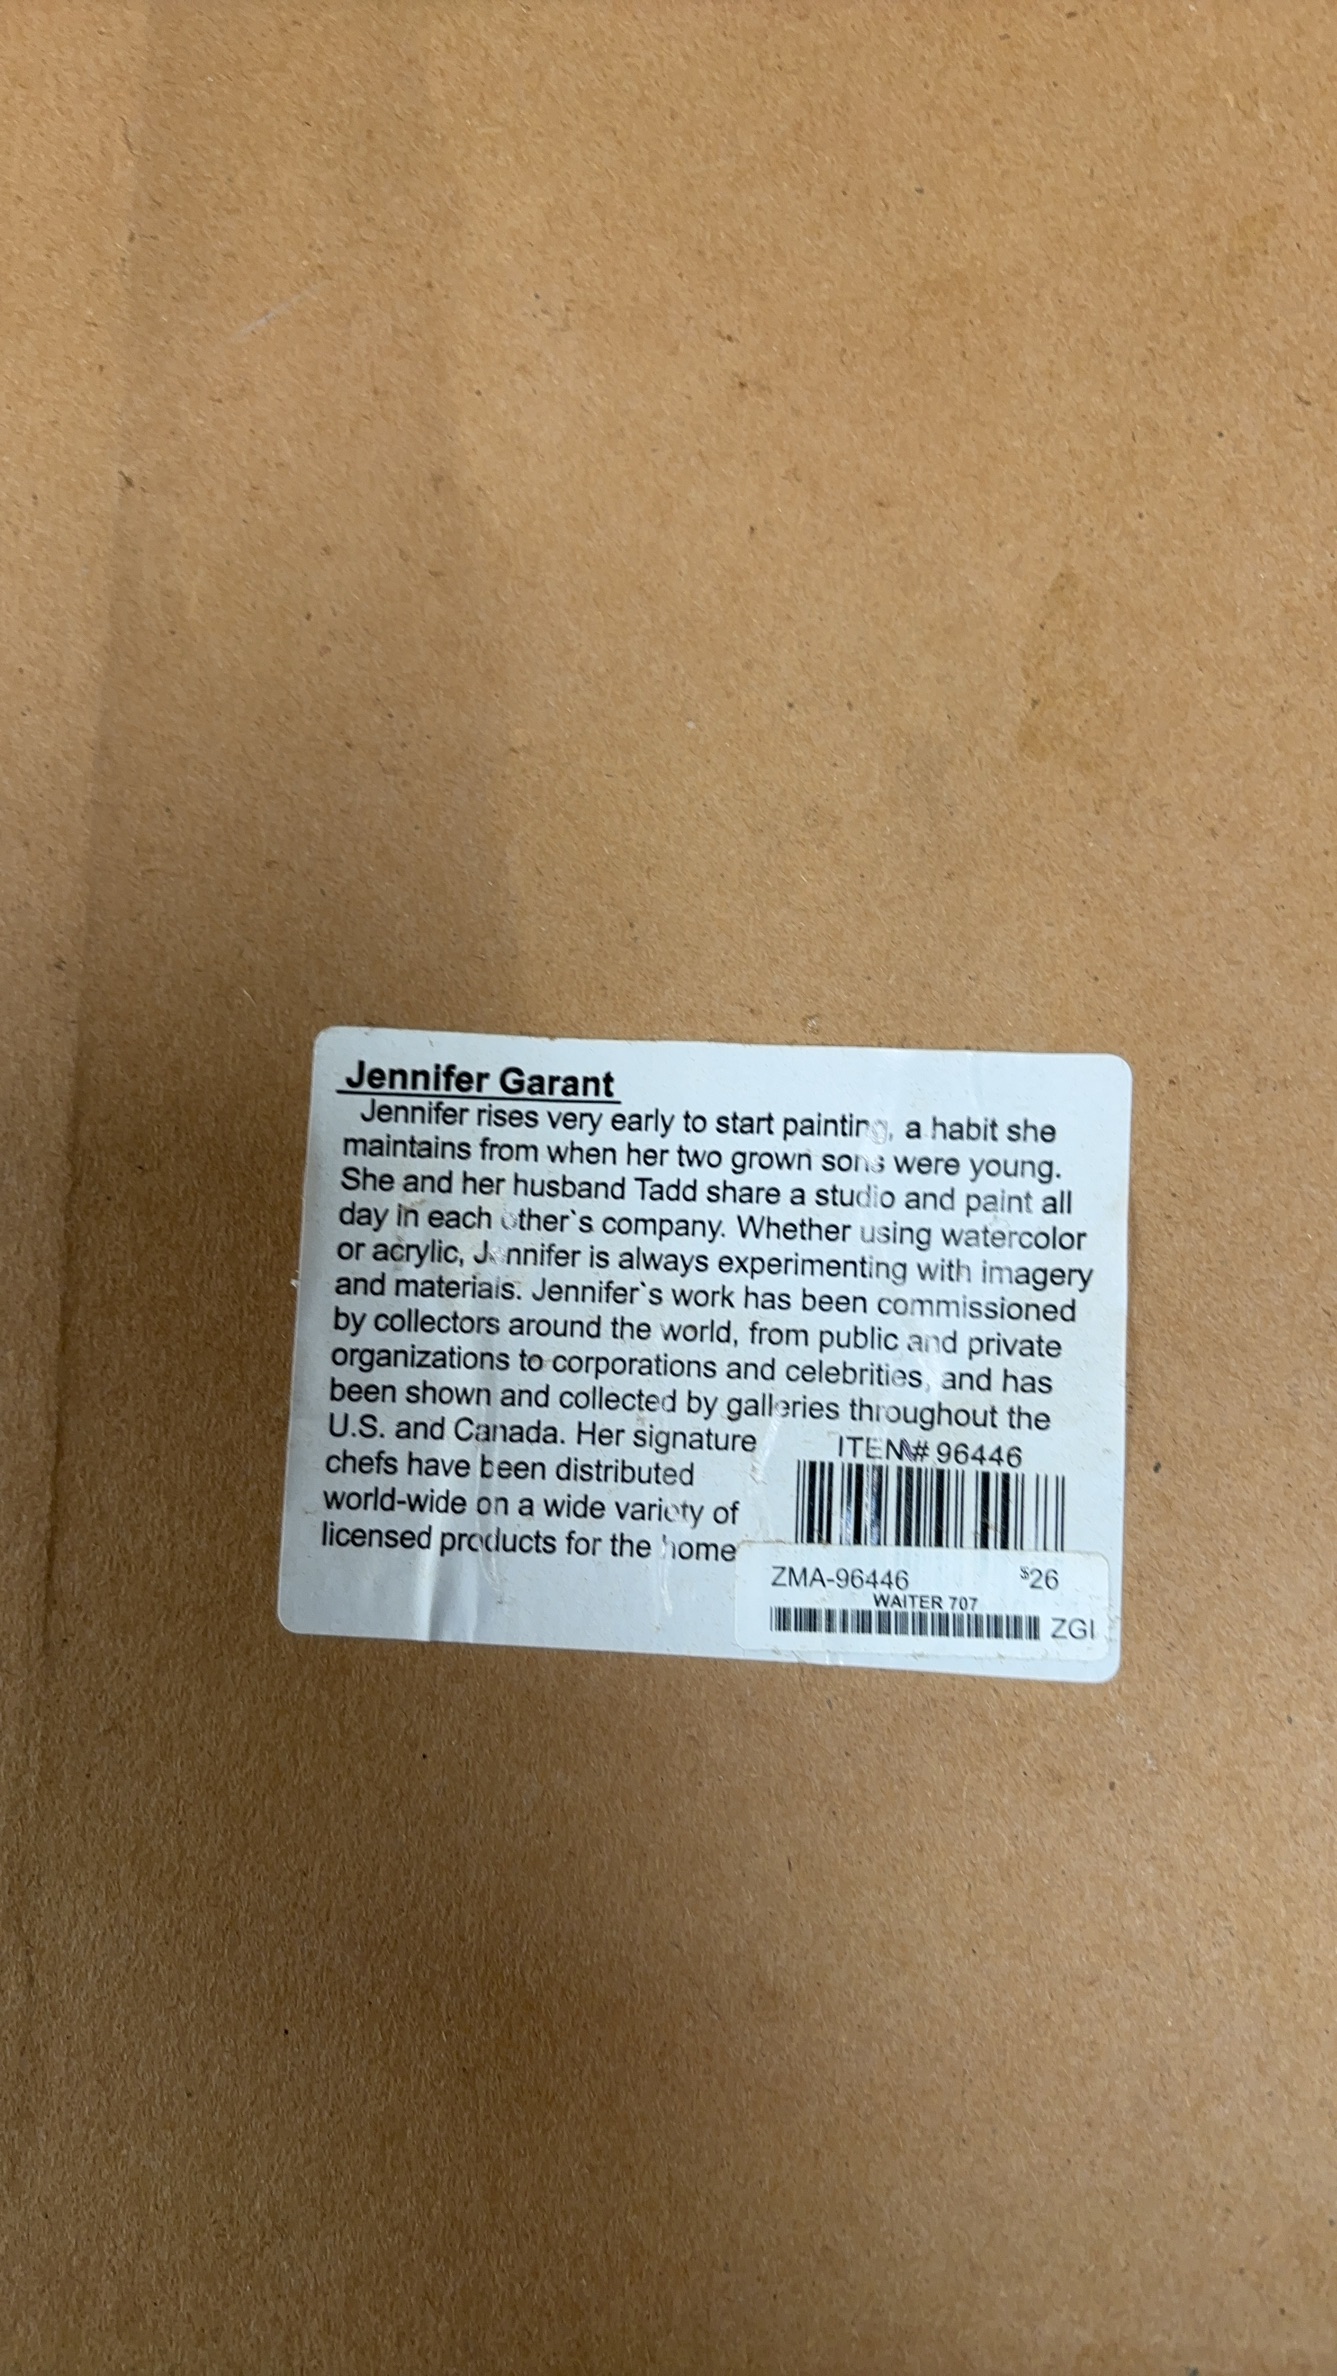 Jennifer Garant
Jennifer rises very early to start painting, a habit she
maintains from when her two grown sons were young.
She and her husband Tadd share a studio and paint all
day in each other`s company. Whether using watercolor
or acrylic, Jennifer is always experimenting with imagery
and materials. Jennifer`s work has been commissioned
by collectors around the world, from public and private
organizations to corporations and celebrities, and has
been shown and collected by galleries throughout the
U.S. and Canada. Her signature
chefs have been distributed
world-wide on a wide variety of
licensed products for the home
ITEM# 96446
ZMA-96446 $26
WAITER 707
ZGI